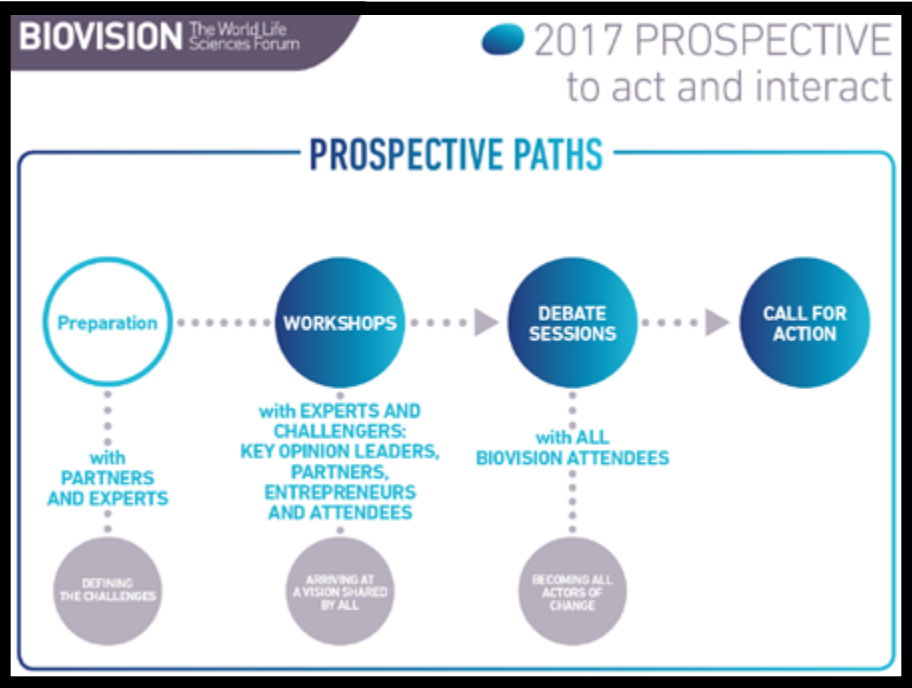 BIOVISION The World Life
Sciences Forum
2017 PROSPECTIVE
to act and interact
PROSPECTIVE PATHS
Preparation
WORKSHOPS
DEBATE
SESSIONS
CALL FOR
ACTION
with
PARTNERS
AND EXPERTS
with EXPERTS AND
CHALLENGERS:
KEY OPINION LEADERS,
PARTNERS,
ENTREPRENEURS
AND ATTENDEES
with ALL
BIOVISION ATTENDEES
DEFINING
THE CHALLENGES
ARRIVING AT
A VISION SHARED
BY ALL
BECOMING ALL
ACTORS OF
CHANGE